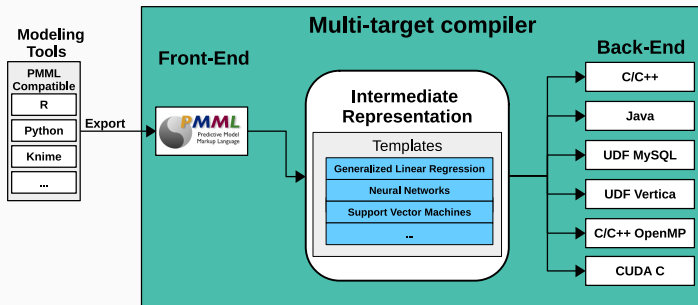 Modeling
Tools
PMML
Compatible
R
Python
Knime
...
Export
Multi-target compiler
Front-End
PMML
Predictive Model
Markup Language
Intermediate
Representation
Templates
Generalized Linear Regression
Neural Networks
Support Vector Machines
...
Back-End
C/C++
Java
UDF MySQL
UDF Vertica
C/C++ OpenMP
CUDA C